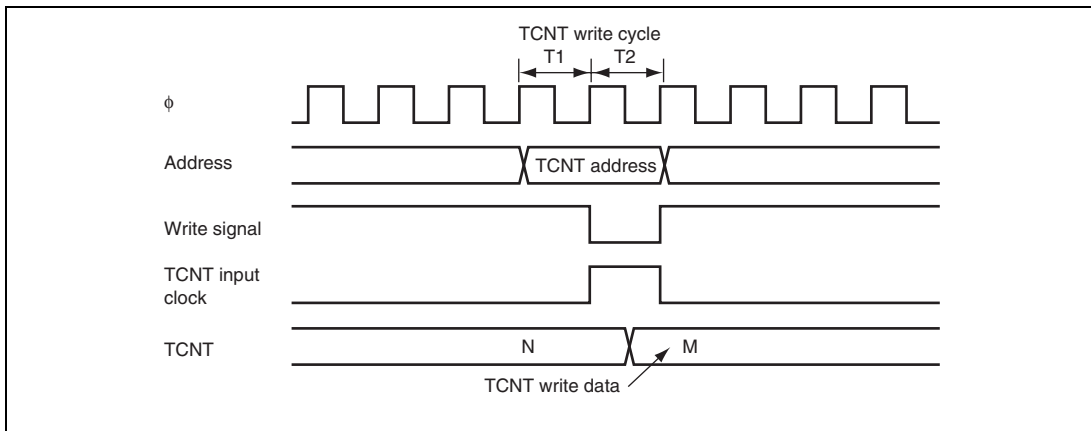 TCNT write cycle
T1
T2
ϕ
Address
TCNT address
Write signal
TCNT input
clock
TCNT
N
M
TCNT write data